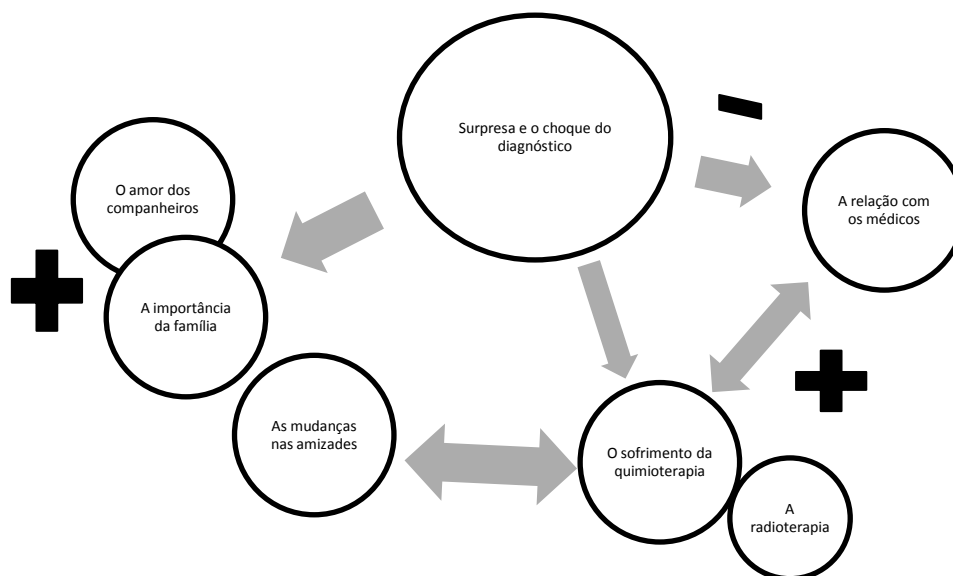 Surpresa e o choque do
diagnóstico
O amor dos
companheiros
A relação com
os médicos
A importância
da família
As mudanças
nas amizades
O sofrimento da
quimioterapia
A
radioterapia